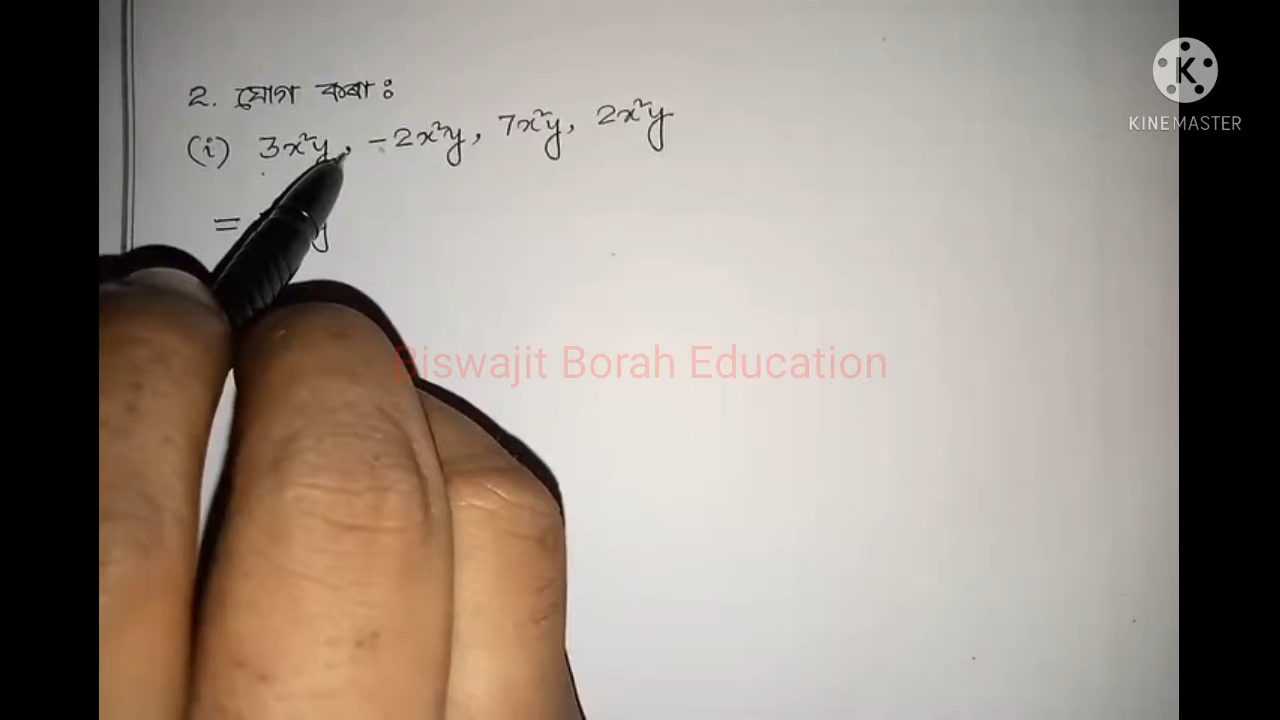 2. যোগ কৰা :
(i) 3x²y, -2x²y, 7x²y, 2x²y
= y
KINEMASTER
Biswajit Borah Education